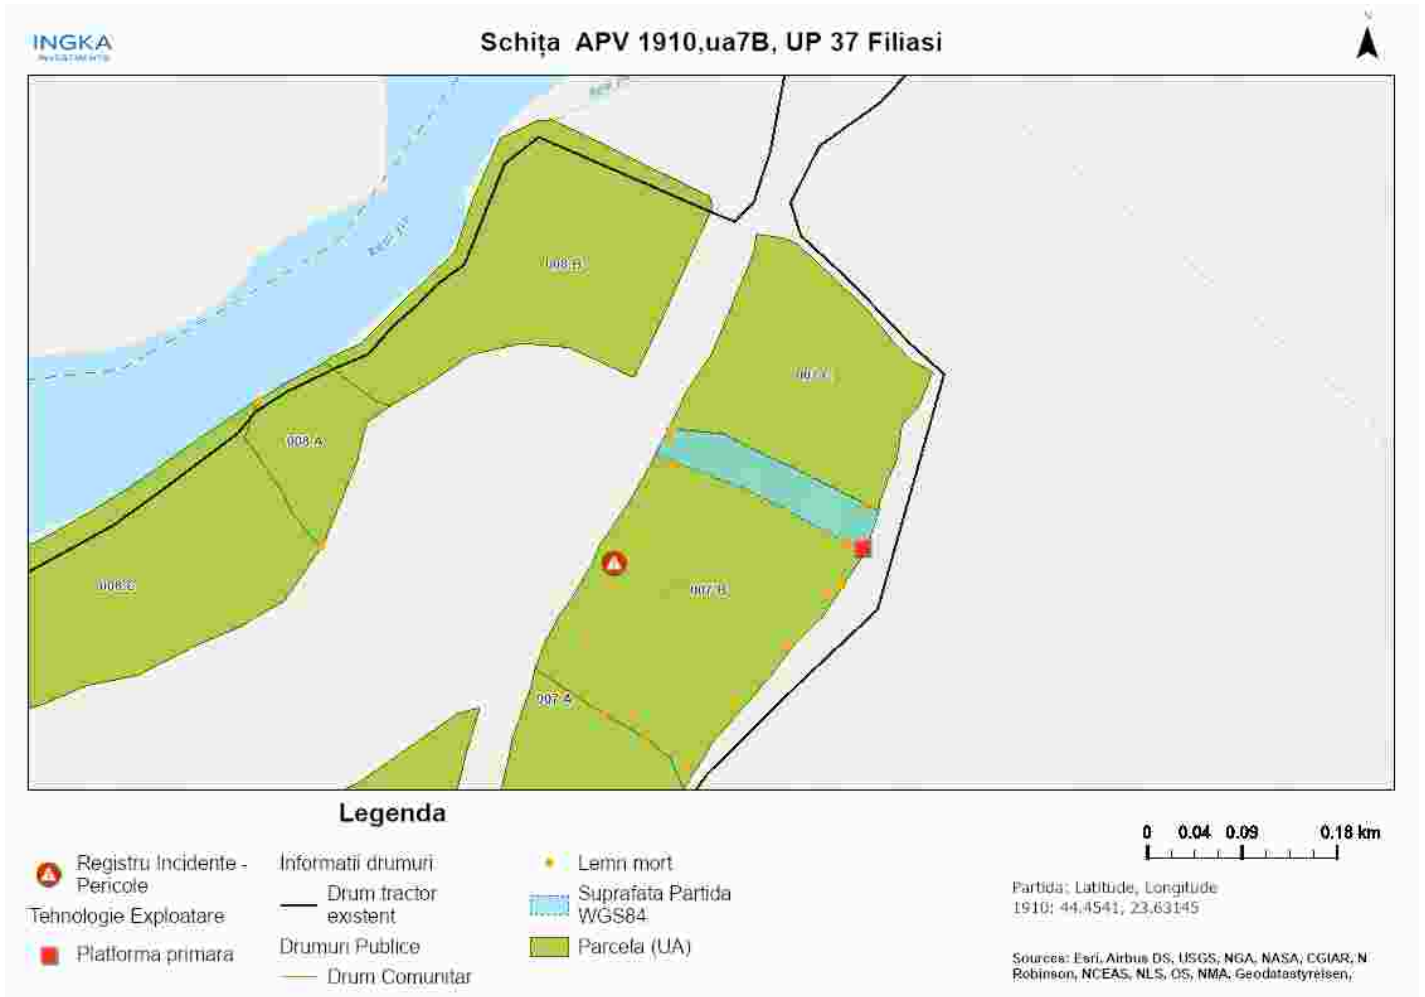 INGKA
INVESTMENTS
Schița APV 1910,ua7B, UP 37 Filiasi
N
008 B
007 C
008 A
008 C
007 B
007 A
Legenda
Registru Incidente -
Pericole
Tehnologie Exploatare
Platforma primara
Informatii drumuri
Drum tractor
existent
Drumuri Publice
Drum Comunitar
Lemn mort
Suprafata Partida
WGS84
Parcela (UA)
0 0.04 0.09 0.18 km
Partida: Latitude, Longitude
1910: 44.4541, 23.63145
Sources: Esri, Airbus DS, USGS, NGA, NASA, CGIAR, N
Robinson, NCEAS, NLS, OS, NMA, Geodatastyrelsen,